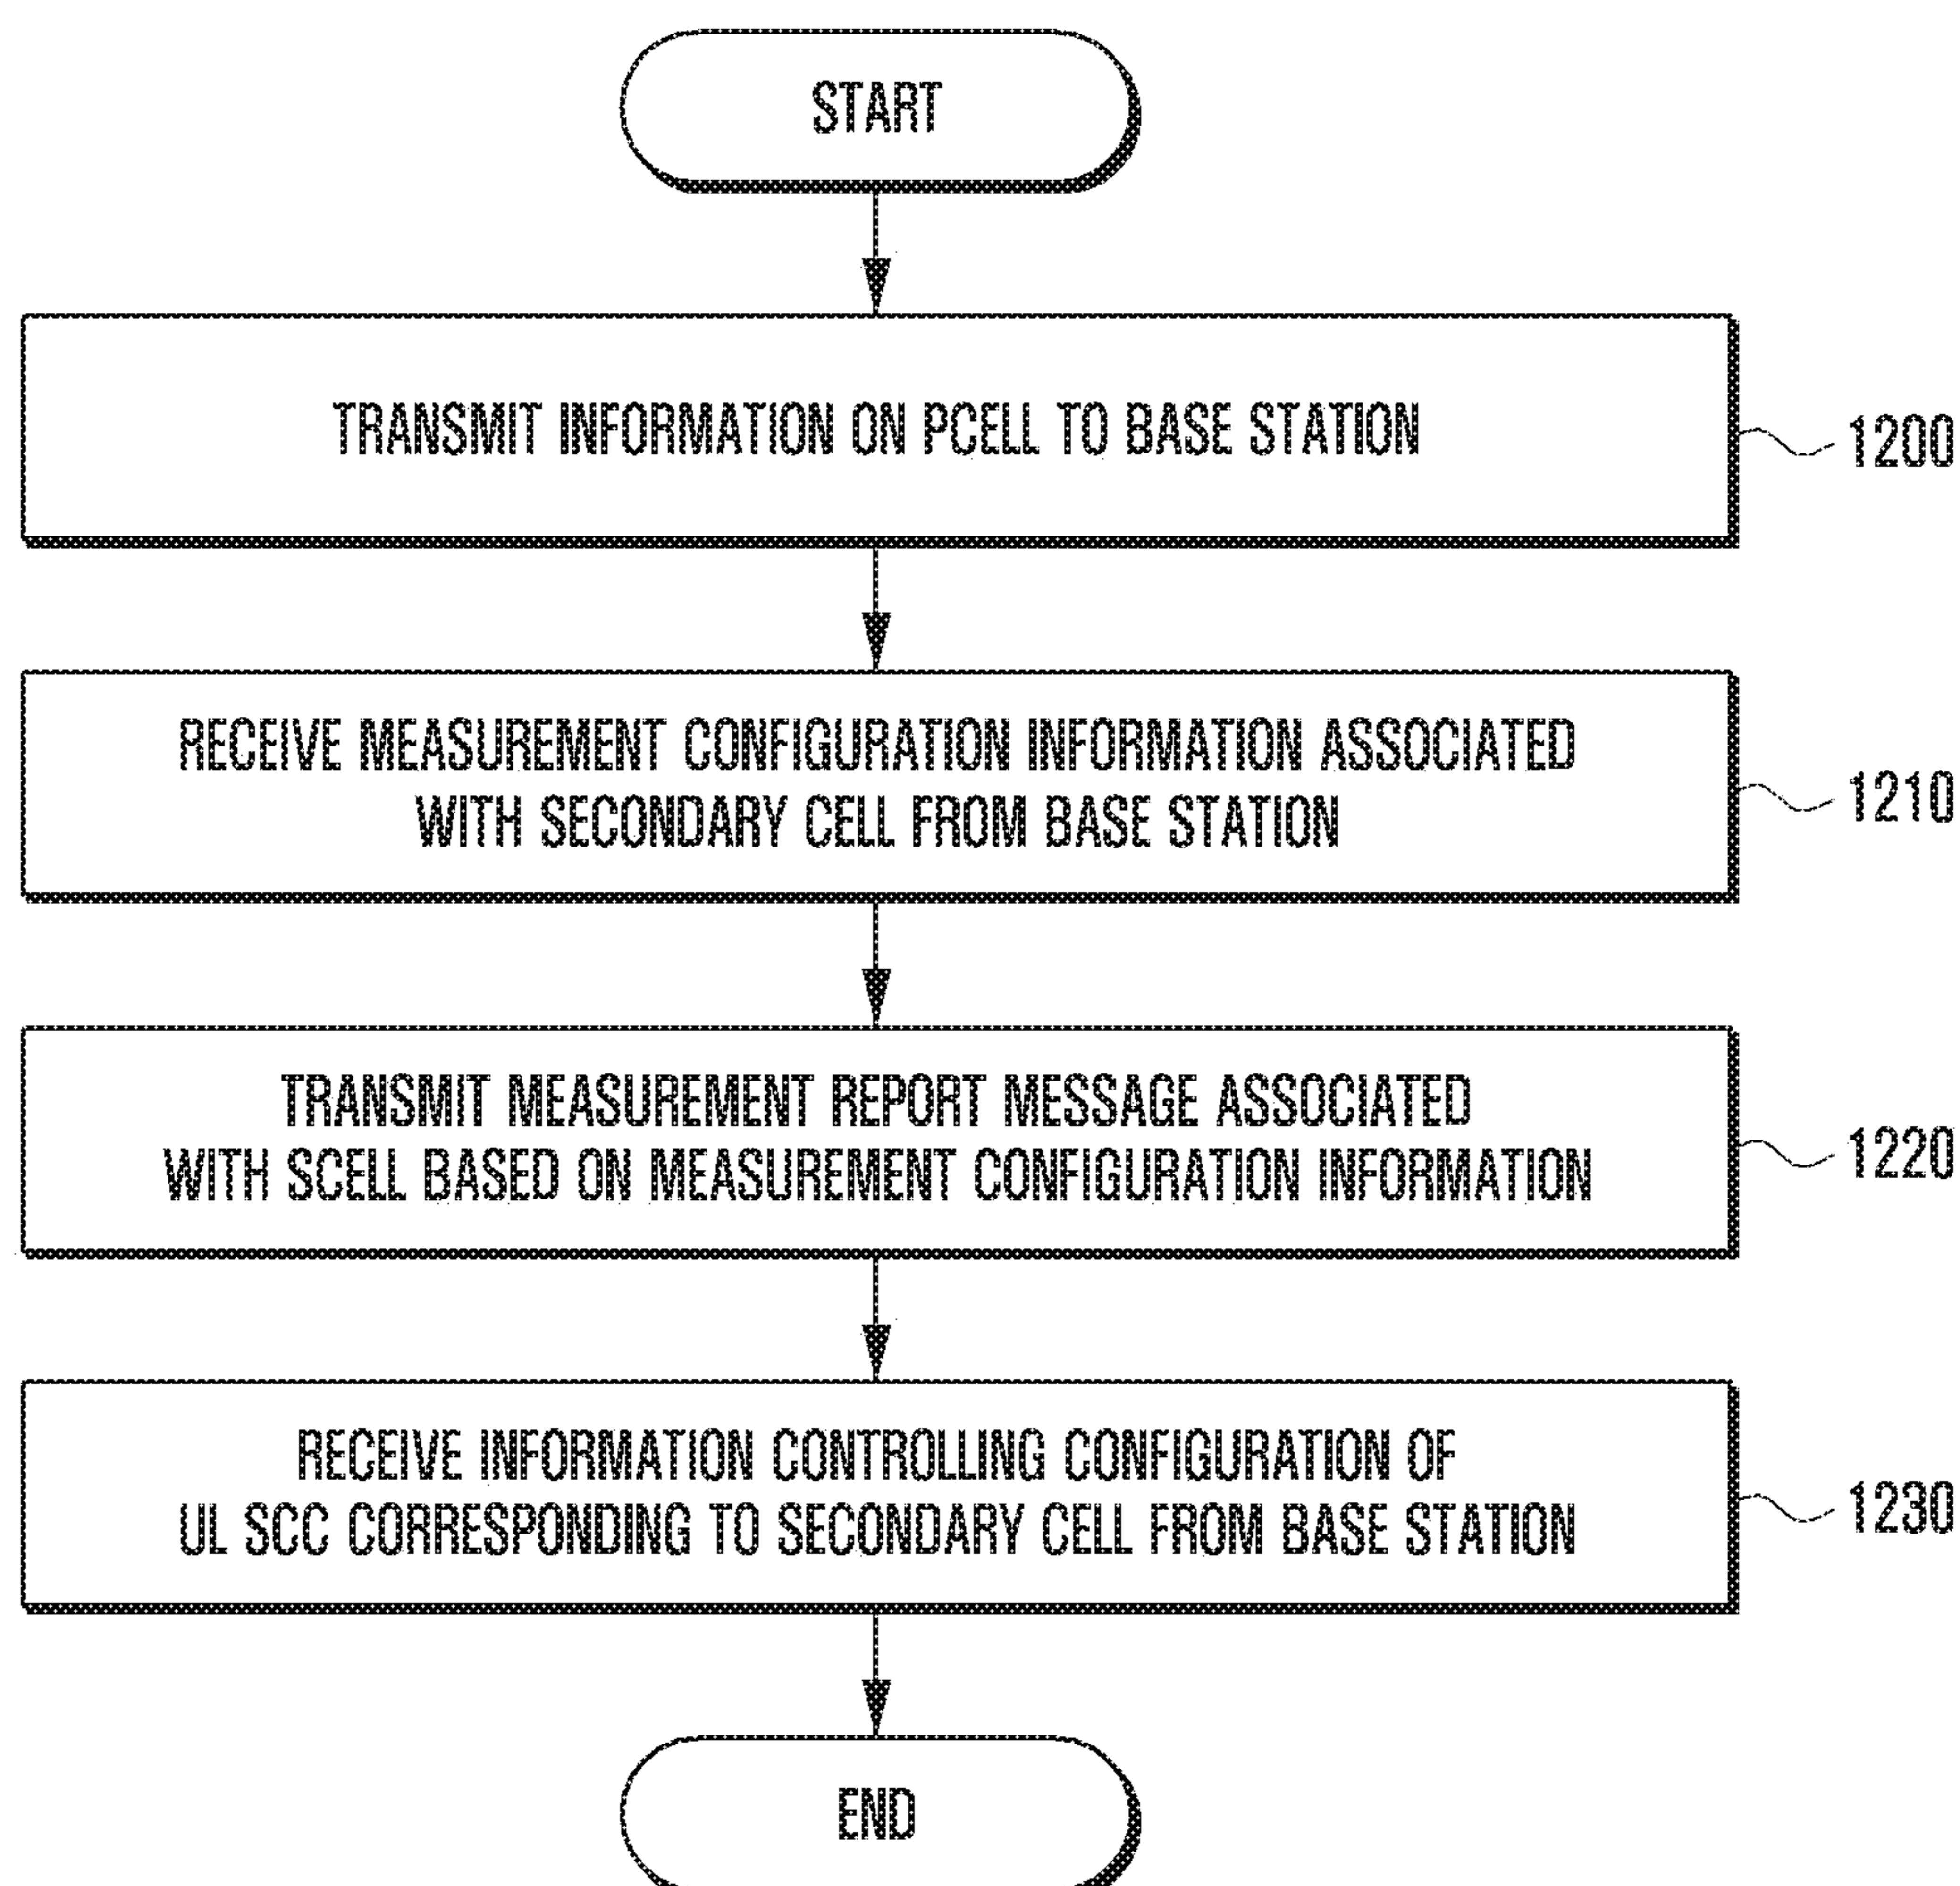 START
TRANSMIT INFORMATION ON PCELL TO BASE STATION
1200
RECEIVE MEASUREMENT CONFIGURATION INFORMATION ASSOCIATED
WITH SECONDARY CELL FROM BASE STATION
1210
TRANSMIT MEASUREMENT REPORT MESSAGE ASSOCIATED
WITH SCELL BASED ON MEASUREMENT CONFIGURATION INFORMATION
1220
RECEIVE INFORMATION CONTROLLING CONFIGURATION OF
UL SCC CORRESPONDING TO SECONDARY CELL FROM BASE STATION
1230
END